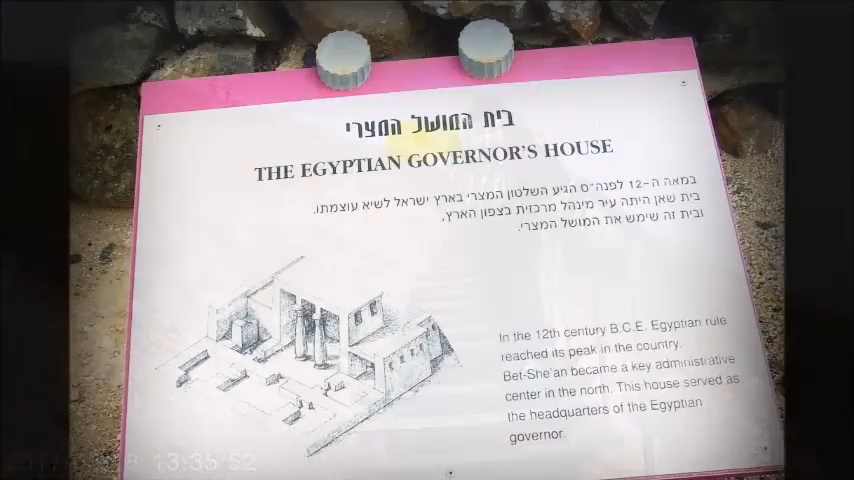 בית המושל המצרי
THE EGYPTIAN GOVERNOR'S HOUSE
במאה ה-12 לפנה"ס הגיע השלטון המצרי בארץ ישראל לשיא עוצמתו.
בית שאן היתה עיר מינהל מרכזית בצפון הארץ,
ובית זה שימש את המושל המצרי.
In the 12th century B.C.E. Egyptian rule
reached its peak in the country.
Bet-She'an became a key administrative
center in the north. This house served as
the headquarters of the Egyptian
governor.
13:35:52